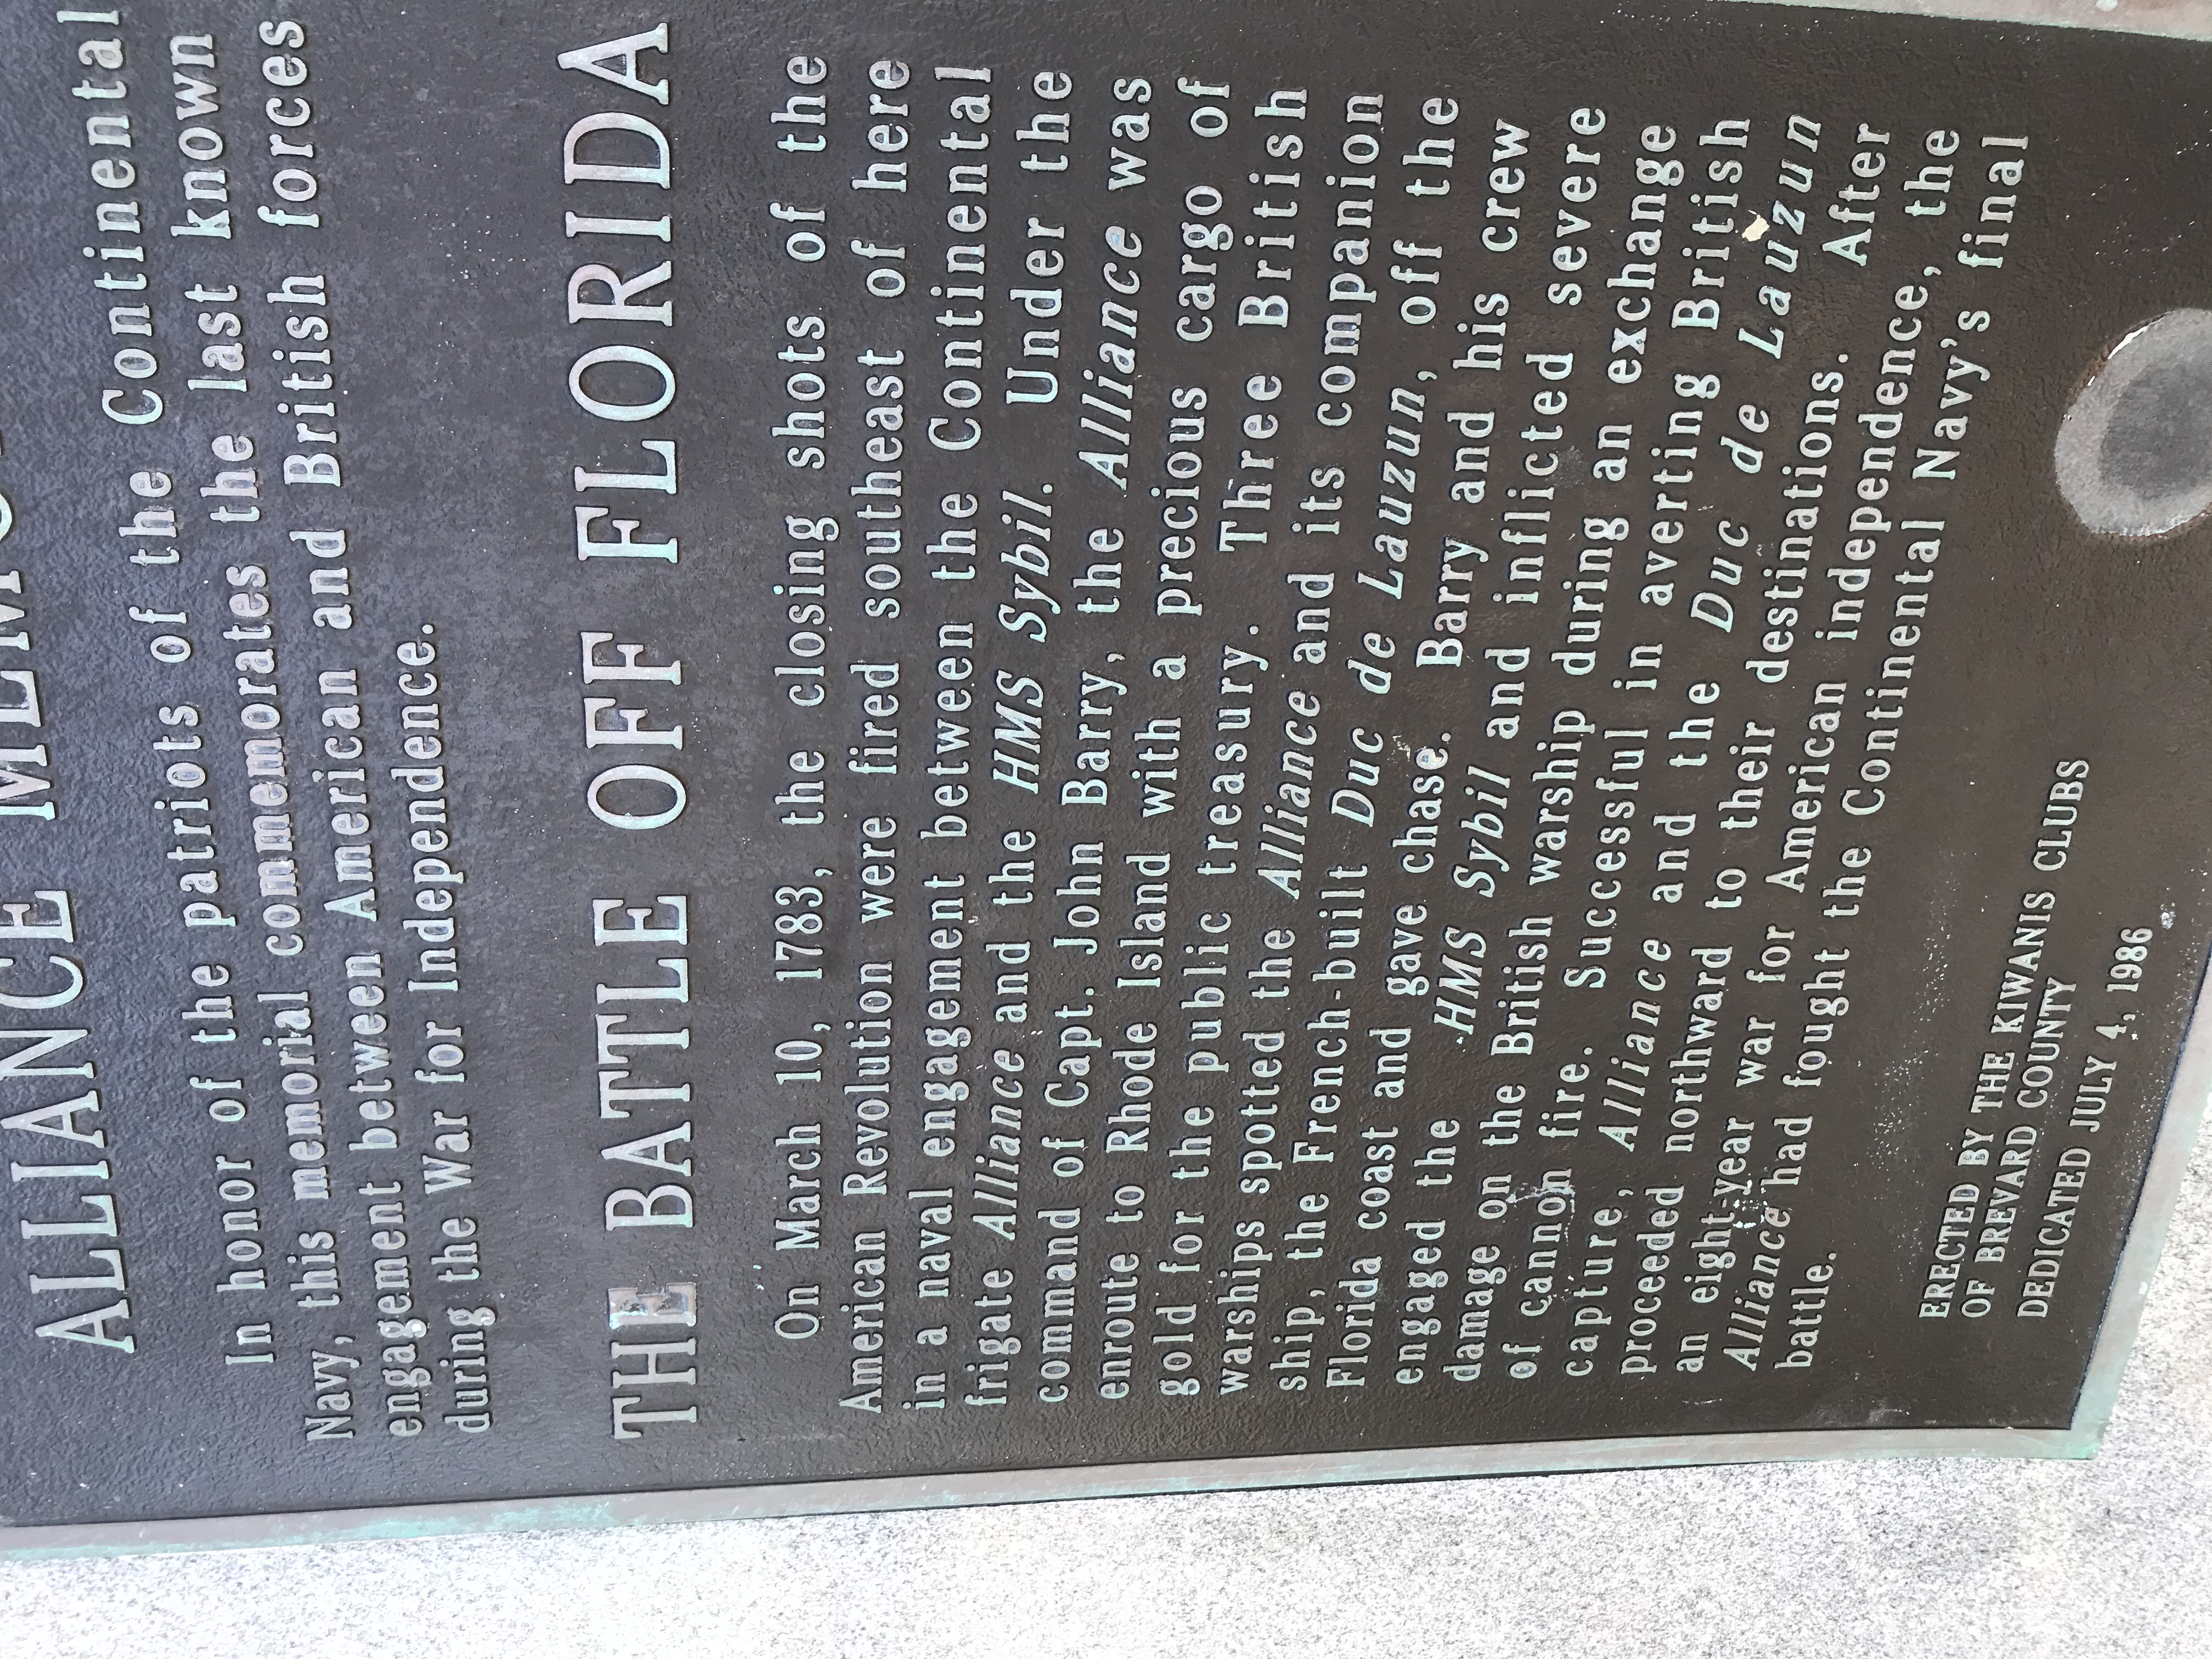 ALLIANCE MEMOR
In honor of the patriots of the Continental
Navy, this memorial commemorates the last known
engagement between American and British forces
during the War for Independence.
THE BATTLE OFF FLORIDA
On March 10, 1783, the closing shots of the
American Revolution were fired southeast of here
in a naval engagement between the Continental
frigate Alliance and the HMS Sybil. Under the
command of Capt. John Barry, the Alliance was
enroute to Rhode Island with a precious cargo of
gold for the public treasury. Three British
warships spotted the Alliance and its companion
ship, the French-built Duc de Lauzun, off the
Florida coast and gave chase. Barry and his crew
engaged the HMS Sybil and inflicted severe
damage on the British warship during an exchange
of cannon fire. Successful in averting British
capture, Alliance and the Duc de Lauzun
proceeded northward to their destinations. After
an eight-year war for American independence, the
Alliance had fought the Continental Navy's final
battle.
ERECTED BY THE KIWANIS CLUBS
OF BREVARD COUNTY
DEDICATED JULY 4, 1986